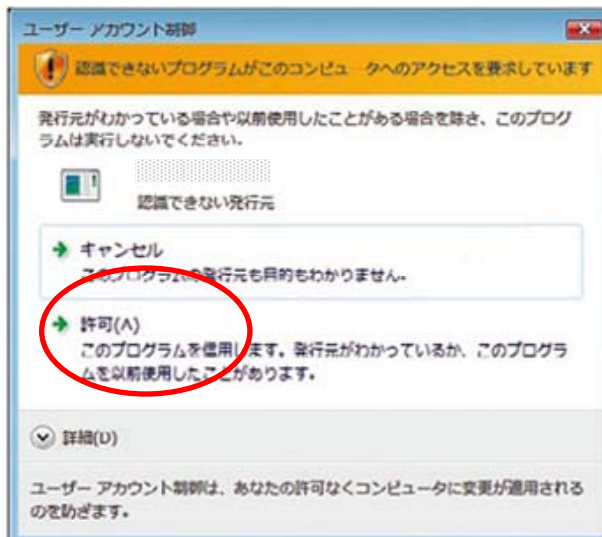 ユーザー アカウント制御
認識できないプログラムがこのコンピュータへのアクセスを要求しています
発行元がわかっている場合や以前使用したことがある場合を除き、このプログ
ラムは実行しないでください。
認識できない発行元
キャンセル
このプログラムの発行元も目的もわかりません。
許可(A)
このプログラムを信用します。発行元がわかっているか、このプログラ
ムを以前使用したことがあります。
詳細(D)
ユーザー アカウント制御は、あなたの許可なくコンピュータに変更が適用される
のを防ぎます。